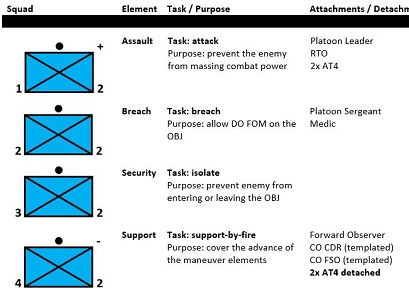 Squad Element Task / Purpose Attachments / Detachm
+ Assault Task: attack Platoon Leader
Purpose: prevent the enemy RTO
from massing combat power 2x AT4
1 2
Breach Task: breach Platoon Sergeant
Purpose: allow DO FOM on the Medic
OBJ
2 2
Security Task: isolate
Purpose: prevent enemy from
entering or leaving the OBJ
3 2
Support Task: support-by-fire Forward Observer
- Purpose: cover the advance of CO CDR (templated)
the maneuver elements CO FSO (templated)
2x AT4 detached
4 2